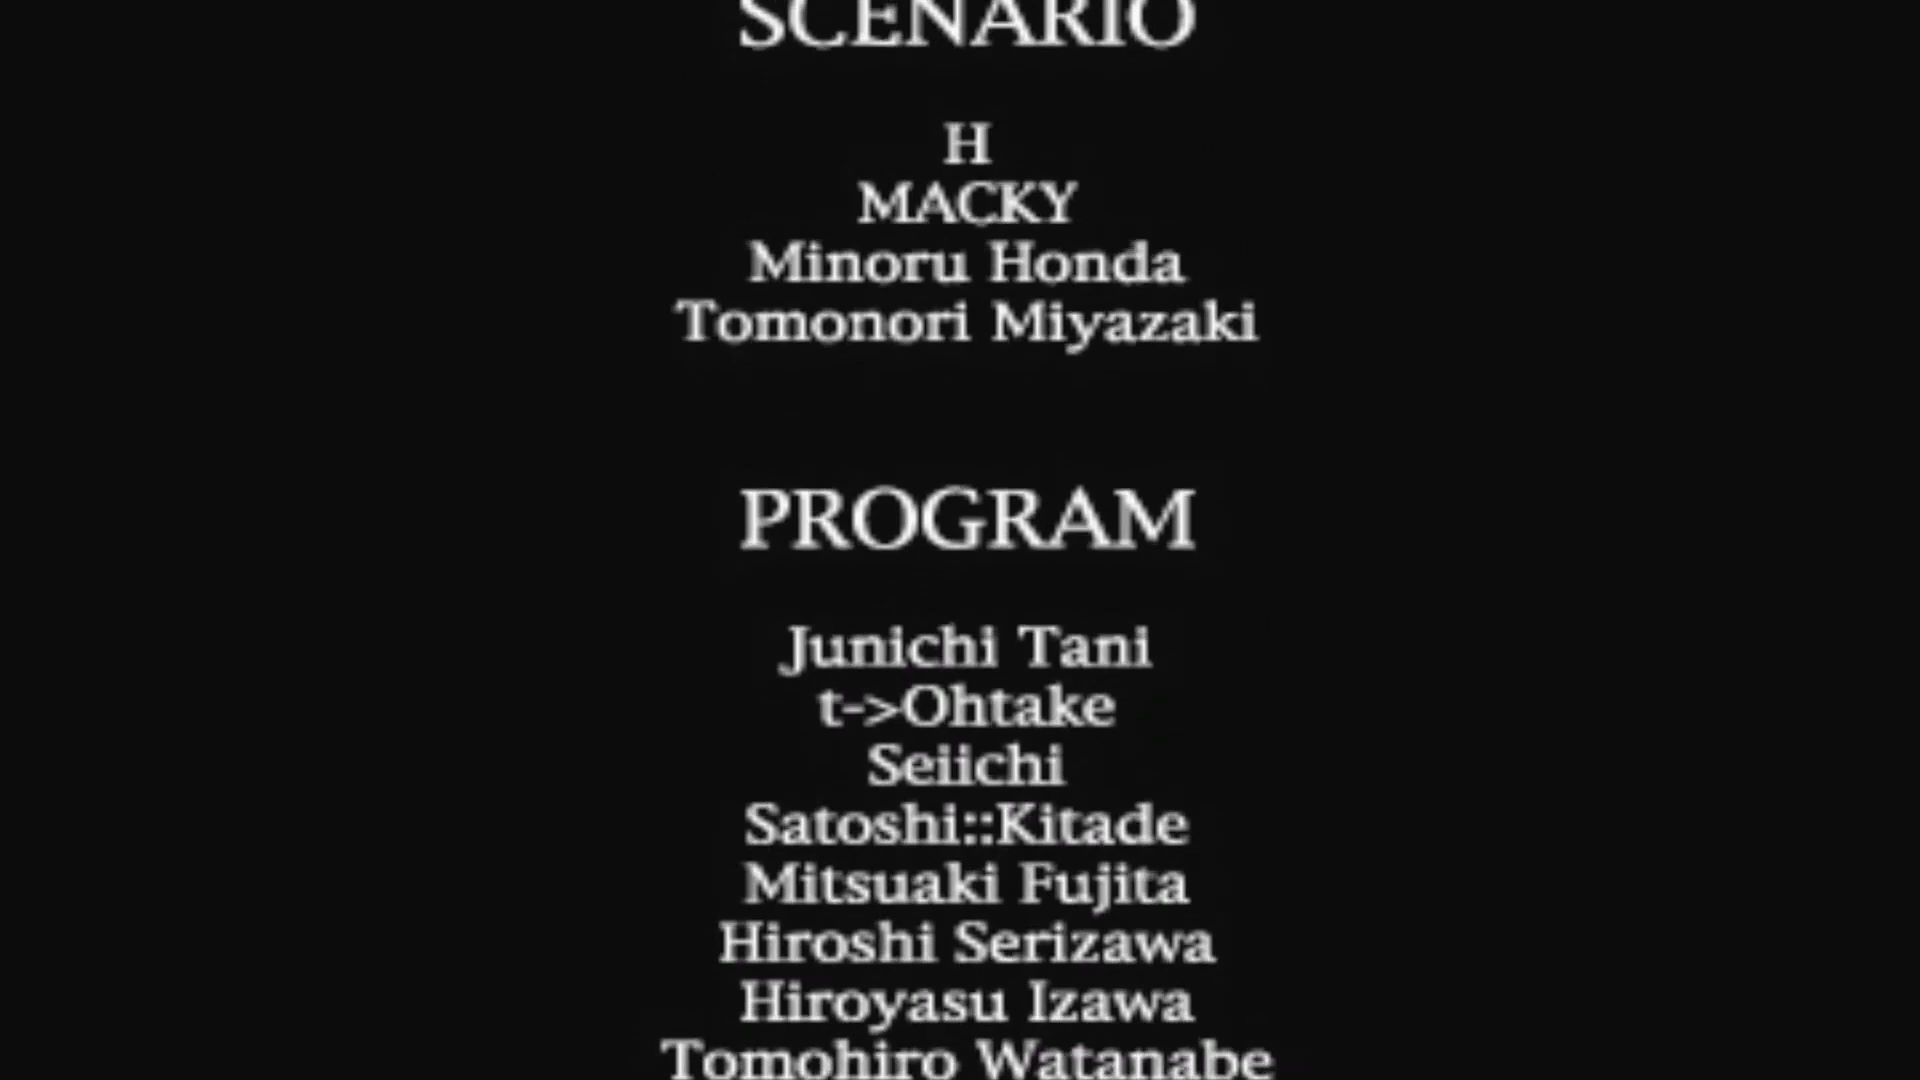 SCENARIO
H
MACKY
Minoru Honda
Tomonori Miyazaki
PROGRAM
Junichi Tani
t->Ohtake
Seiichi
Satoshi::Kitade
Mitsuaki Fujita
Hiroshi Serizawa
Hiroyasu Izawa
Tomohiro Watanabe